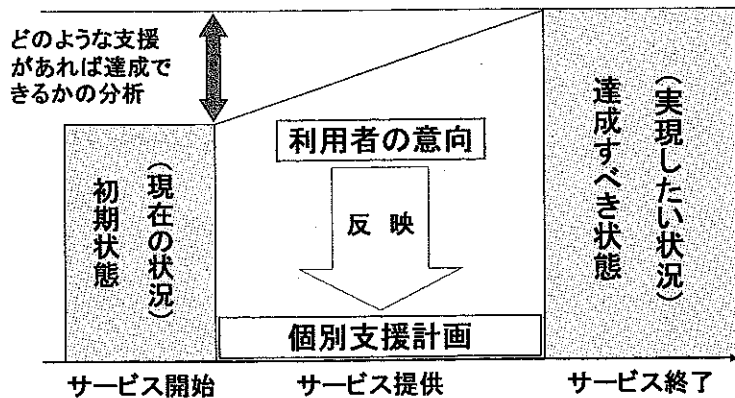 どのような支援
があれば達成で
きるかの分析
利用者の意向
反映
個別支援計画
初期状態
（現在の状況）
達成すべき状態
（実現したい状況）
サービス開始
サービス提供
サービス終了